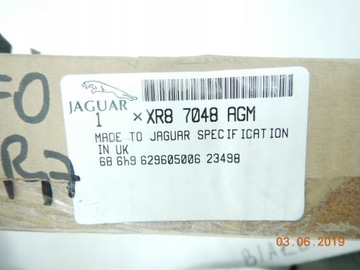 JAGUAR
1 × XR8 7048 AGM
MADE TO JAGUAR SPECIFICATION
IN UK
68 6h9 629605006 23498
03.06.2019